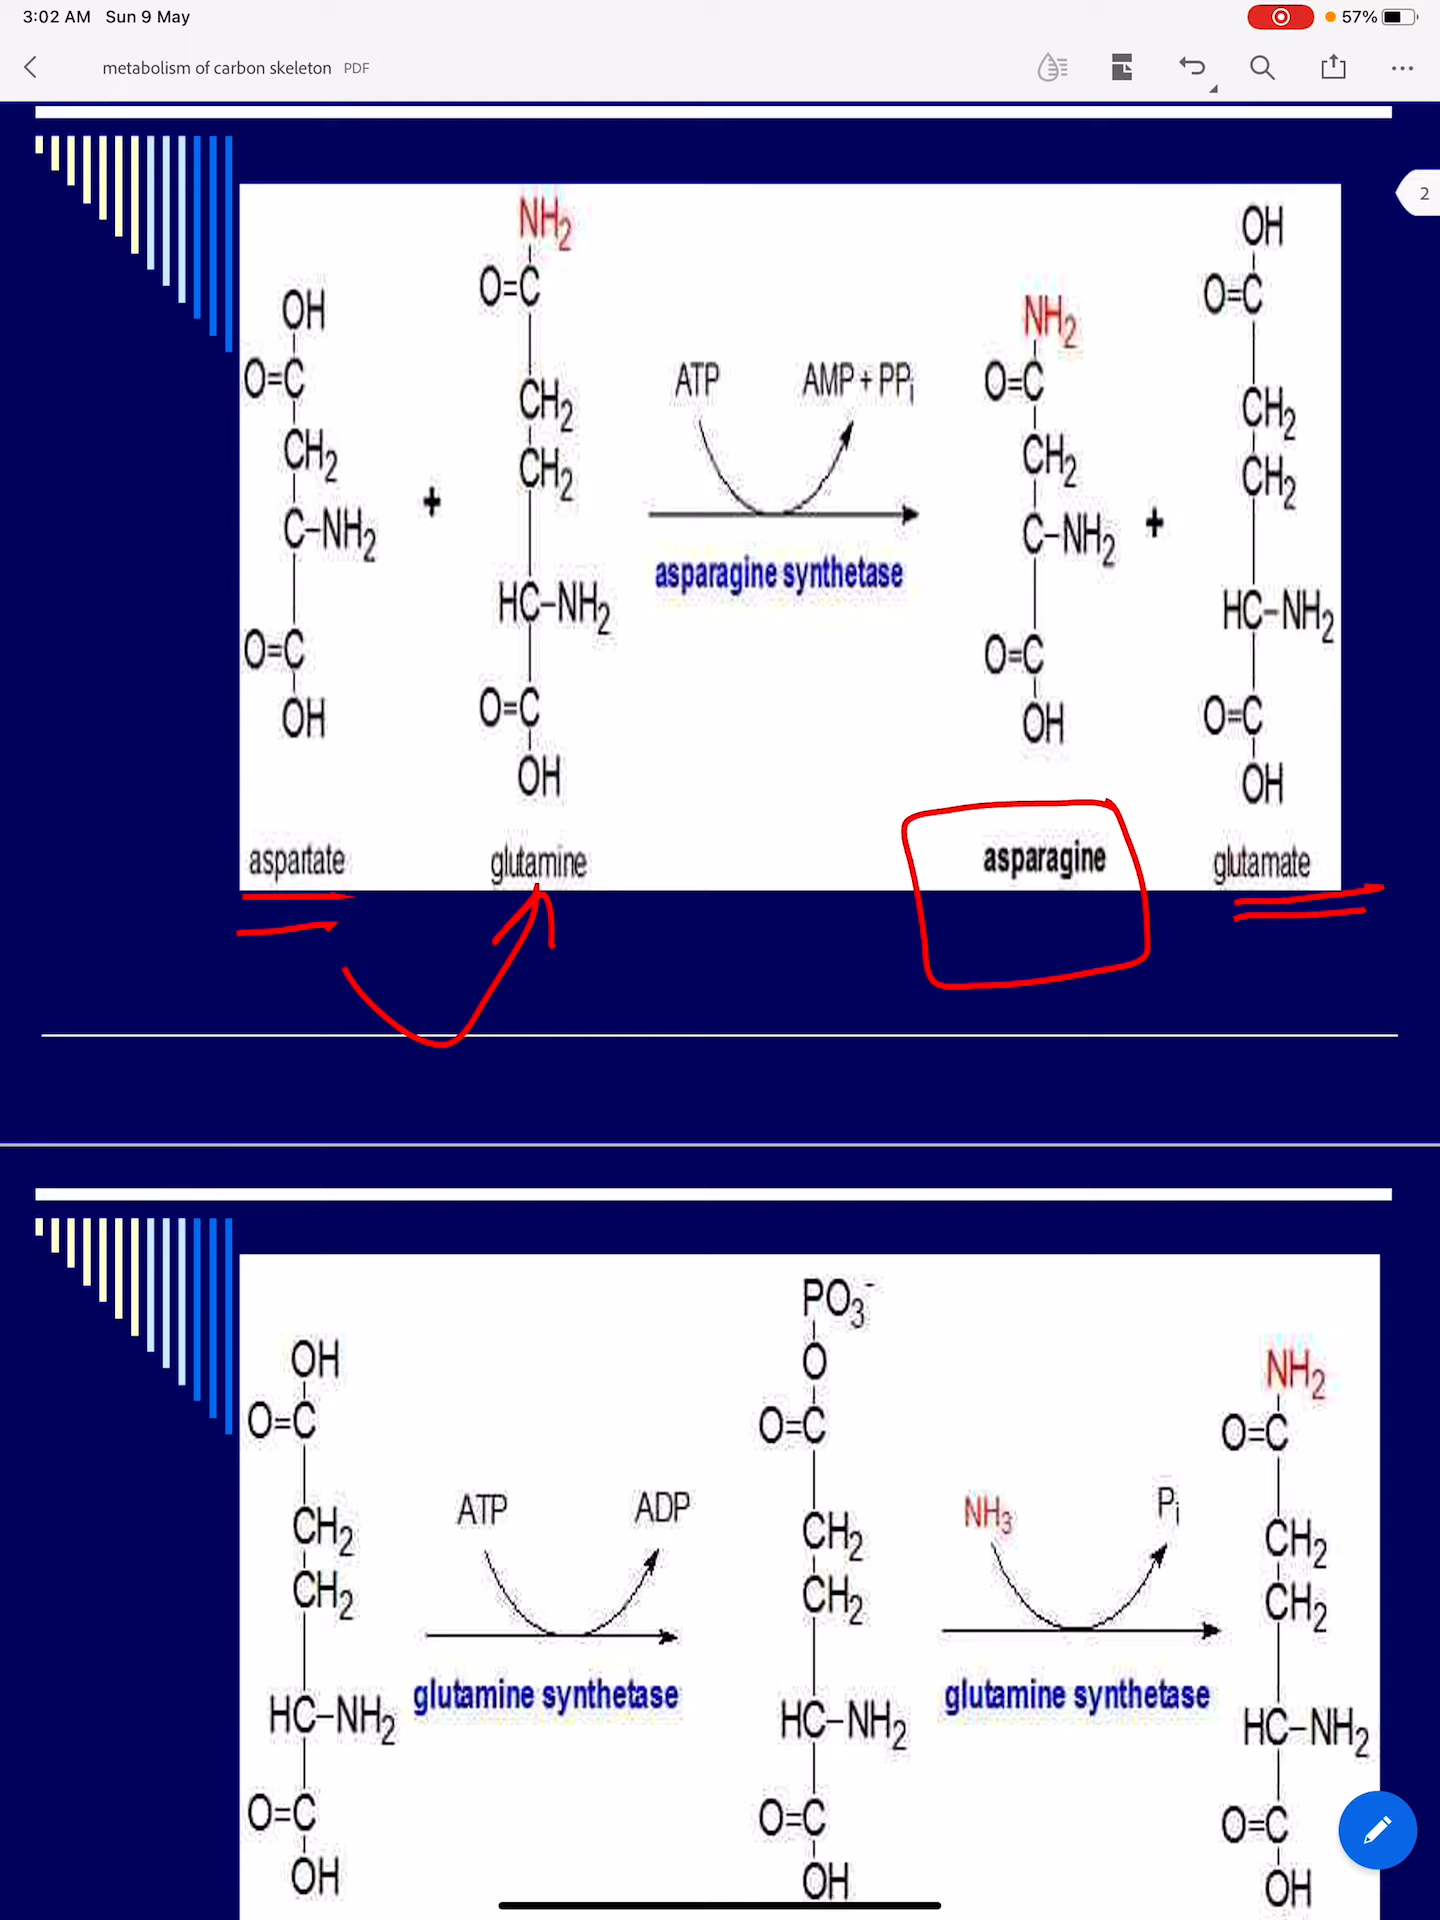 3:02 AM Sun 9 May
57%
metabolism of carbon skeleton PDF
2
OH
O=C
CH2
C-NH2
O=C
OH
aspartate
+
NH2
O=C
CH2
CH2
HC-NH2
O=C
OH
glutamine
ATP
AMP + PPi
asparagine synthetase
NH2
O=C
CH2
C-NH2
O=C
OH
asparagine
+
OH
O=C
CH2
CH2
HC-NH2
O=C
OH
glutamate
OH
O=C
CH2
CH2
HC-NH2
O=C
OH
ATP
ADP
glutamine synthetase
PO3-
O
O=C
CH2
CH2
HC-NH2
O=C
OH
NH3
Pi
glutamine synthetase
NH2
O=C
CH2
CH2
HC-NH2
O=C
OH